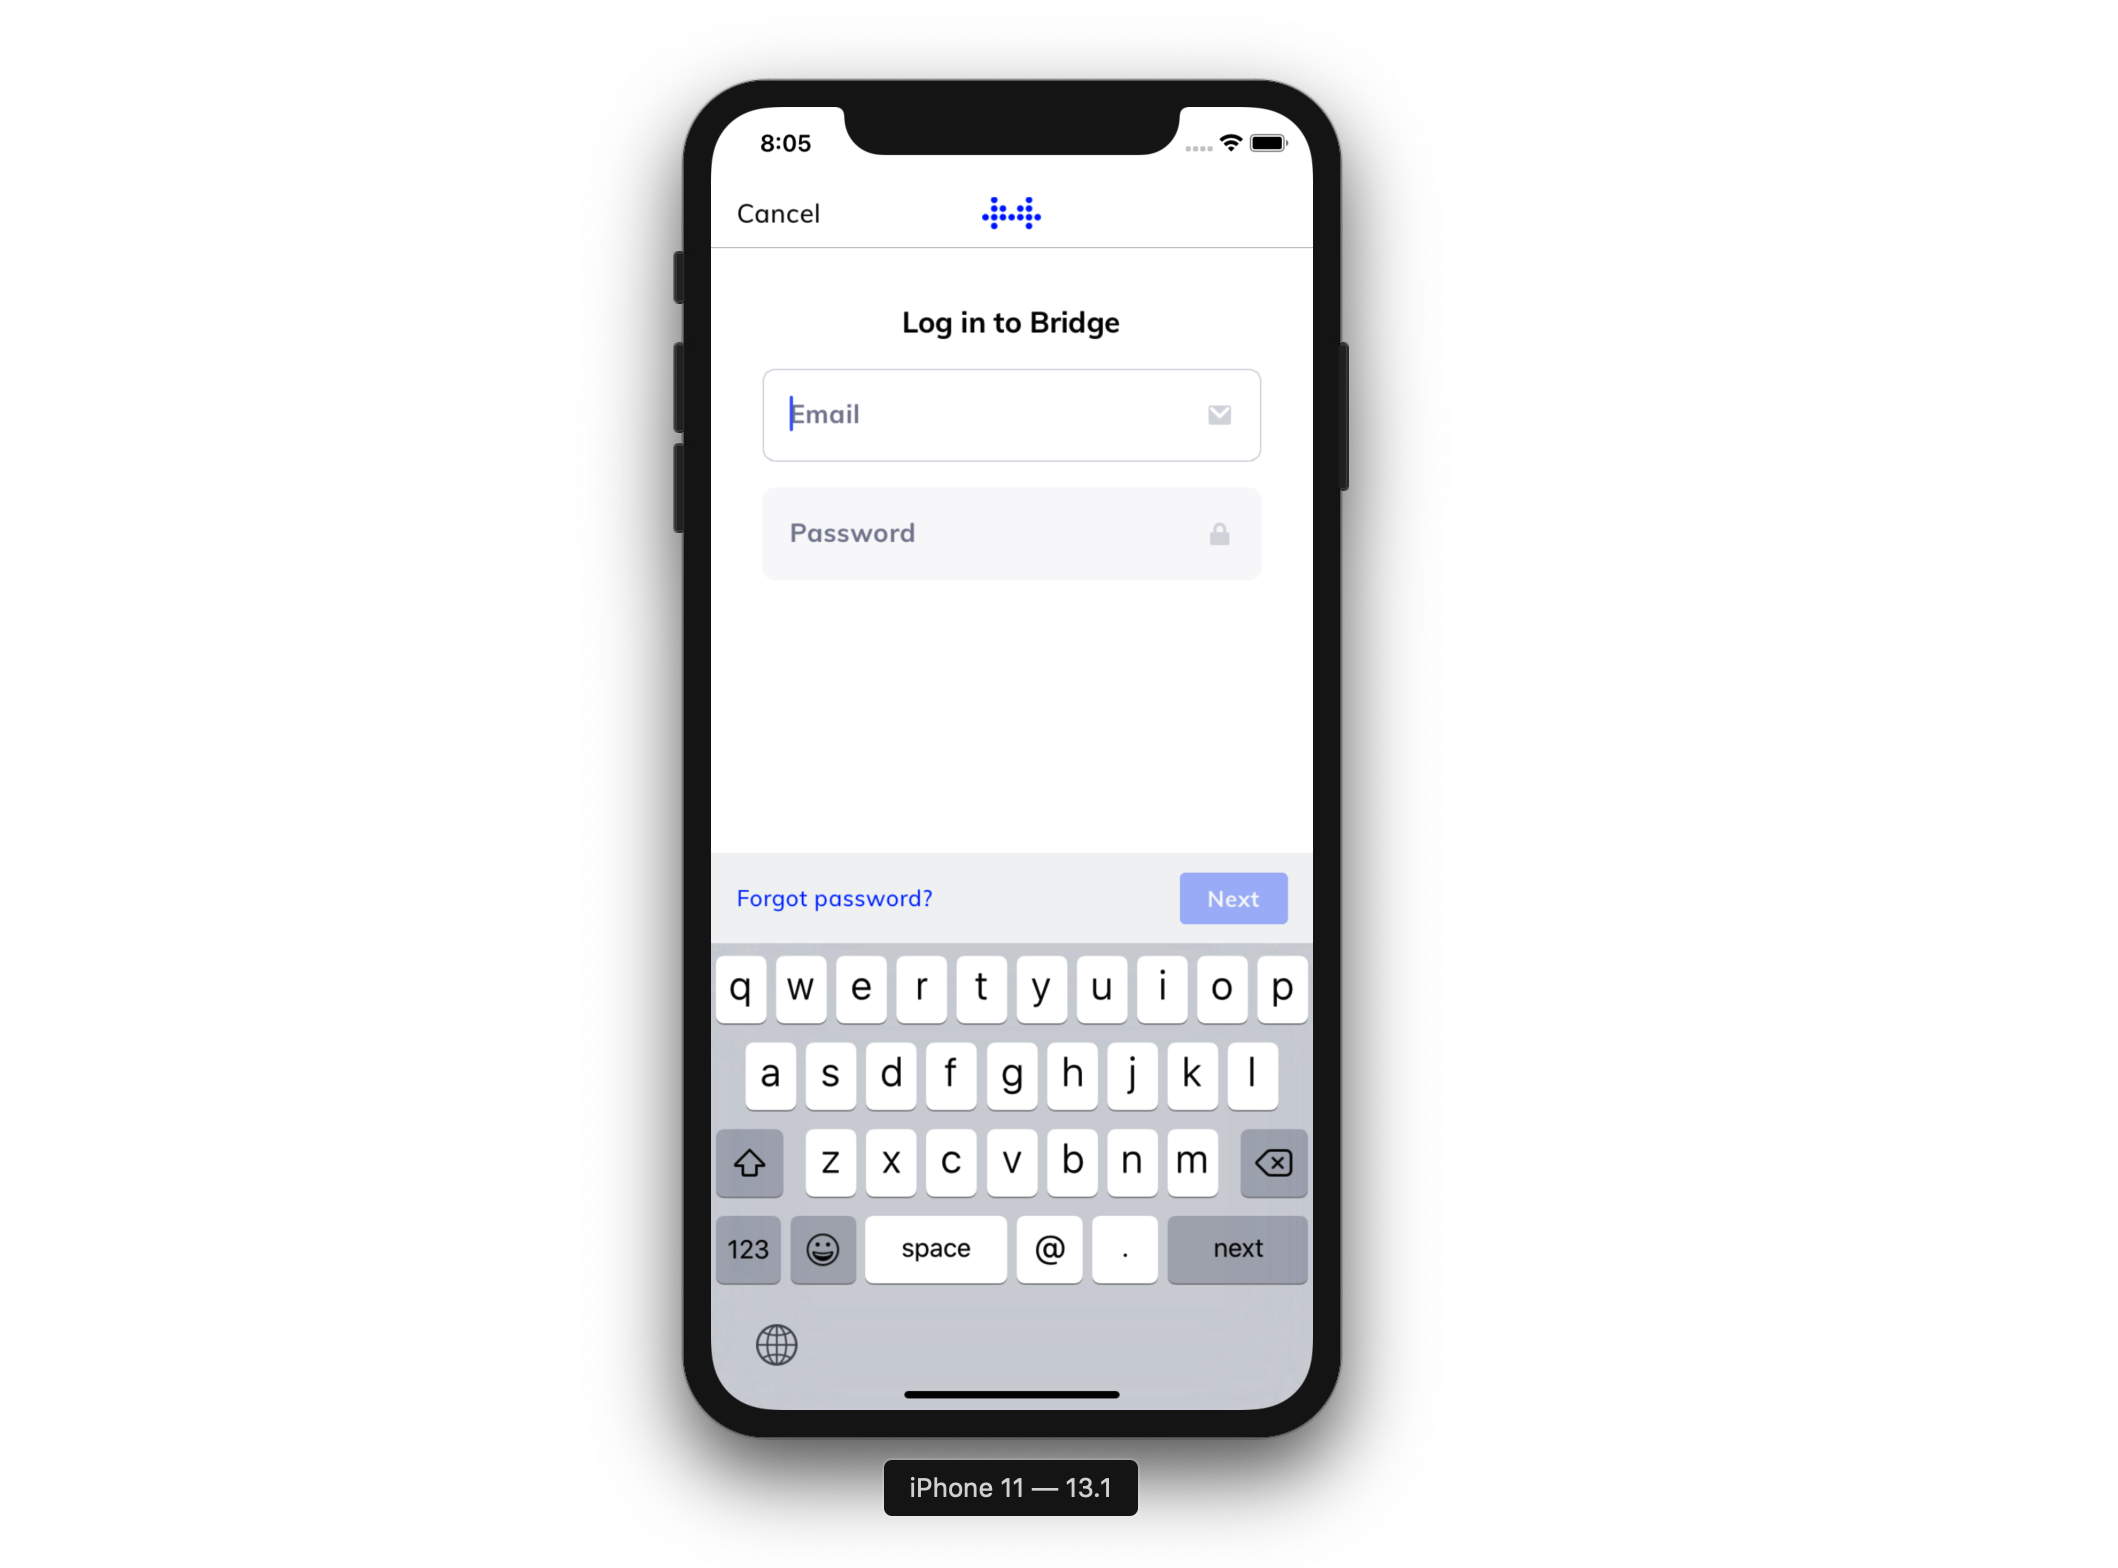 8:05
Cancel
Log in to Bridge
Email
Password
Forgot password? Next
q w e r t y u i o p
a s d f g h j k l
z x c v b n m
123 space @ . next
iPhone 11 — 13.1